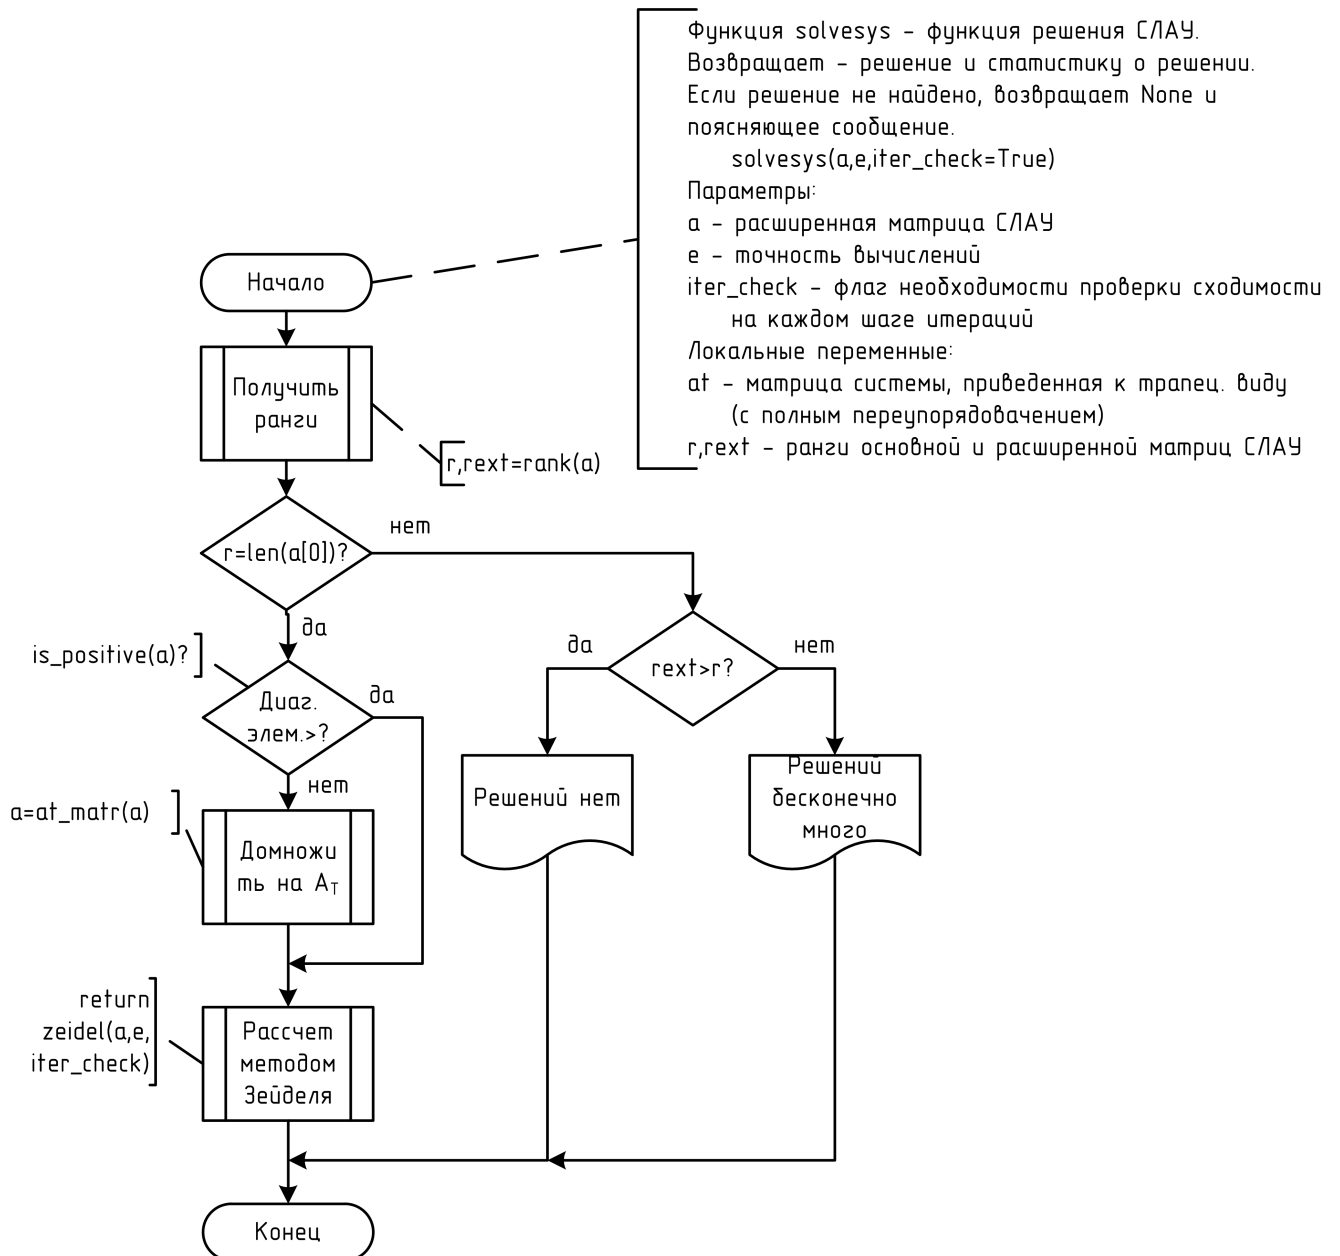 Функция solvesys – функция решения СЛАУ.
Возвращает – решение и статистику о решении.
Если решение не найдено, возвращает None и
поясняющее сообщение.
solvesys(a,e,iter_check=True)
Параметры:
a – расширенная матрица СЛАУ
e – точность вычислений
iter_check – флаг необходимости проверки сходимости
на каждом шаге итераций
Локальные переменные:
at – матрица системы, приведенная к трапец. виду
(с полным переупорядовачением)
r,rext – ранги основной и расширенной матриц СЛАУ
Начало
Получить
ранги
r,rext=rank(a)
r=len(a[0])?
нет
да
is_positive(a)?
Диаг.
элем.>?
да
нет
rext>r?
да
нет
Решений нет
Решений
бесконечно
много
a=at_matr(a)
Домножи
ть на AТ
return
zeidel(a,e,
iter_check)
Рассчет
методом
Зейделя
Конец